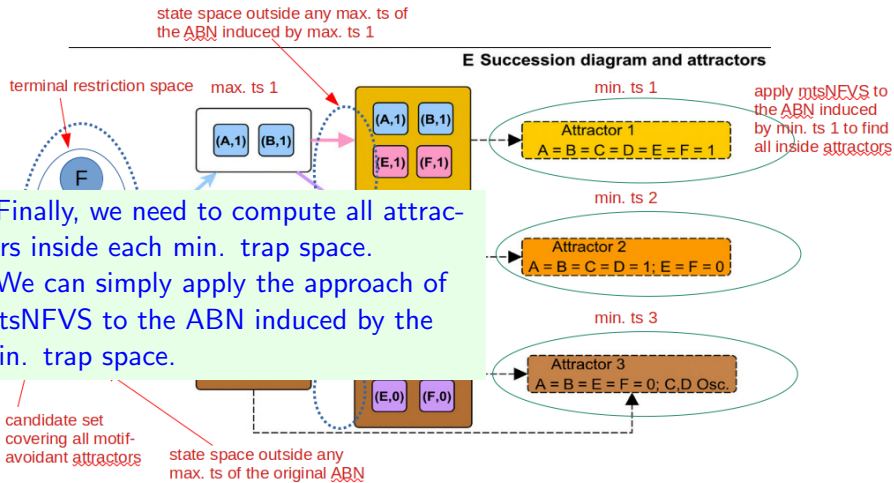 state space outside any max. ts of
the ABN induced by max. ts 1
E Succession diagram and attractors
terminal restriction space
max. ts 1
min. ts 1
apply mtsNFVS to
the ABN induced
by min. ts 1 to find
all inside attractors
(A,1) (B,1)
(A,1) (B,1)
(E,1) (F,1)
Attractor 1
A = B = C = D = E = F = 1
F
Finally, we need to compute all attrac-
rs inside each min. trap space.
We can simply apply the approach of
tsNFVS to the ABN induced by the
in. trap space.
min. ts 2
Attractor 2
A = B = C = D = 1; E = F = 0
min. ts 3
Attractor 3
A = B = E = F = 0; C,D Osc.
(E,0) (F,0)
candidate set
covering all motif-
avoidant attractors
state space outside any
max. ts of the original ABN